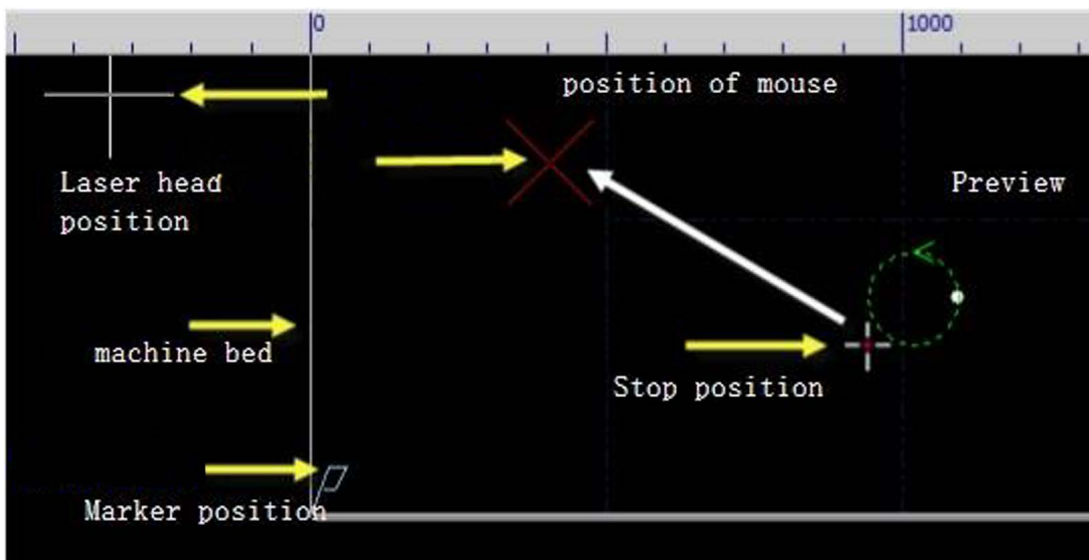 0
1000
position of mouse
Laser head
position
Preview
machine bed
Stop position
Marker position